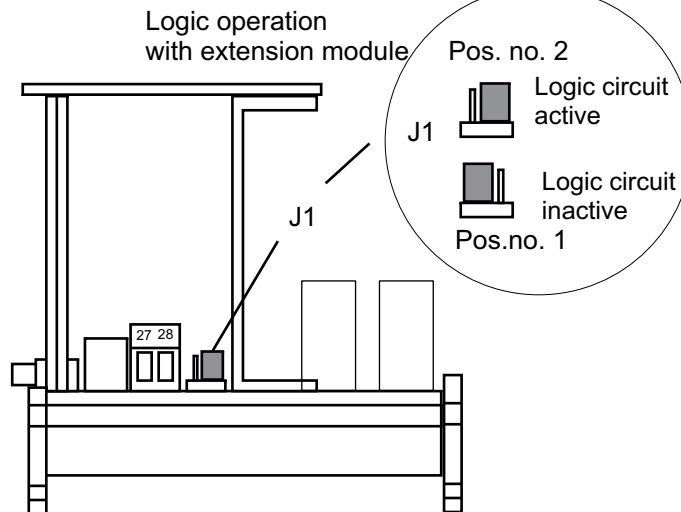 Logic operation
with extension module
Pos. no. 2
Logic circuit
active
J1
Logic circuit
inactive
Pos.no. 1
J1
27 28